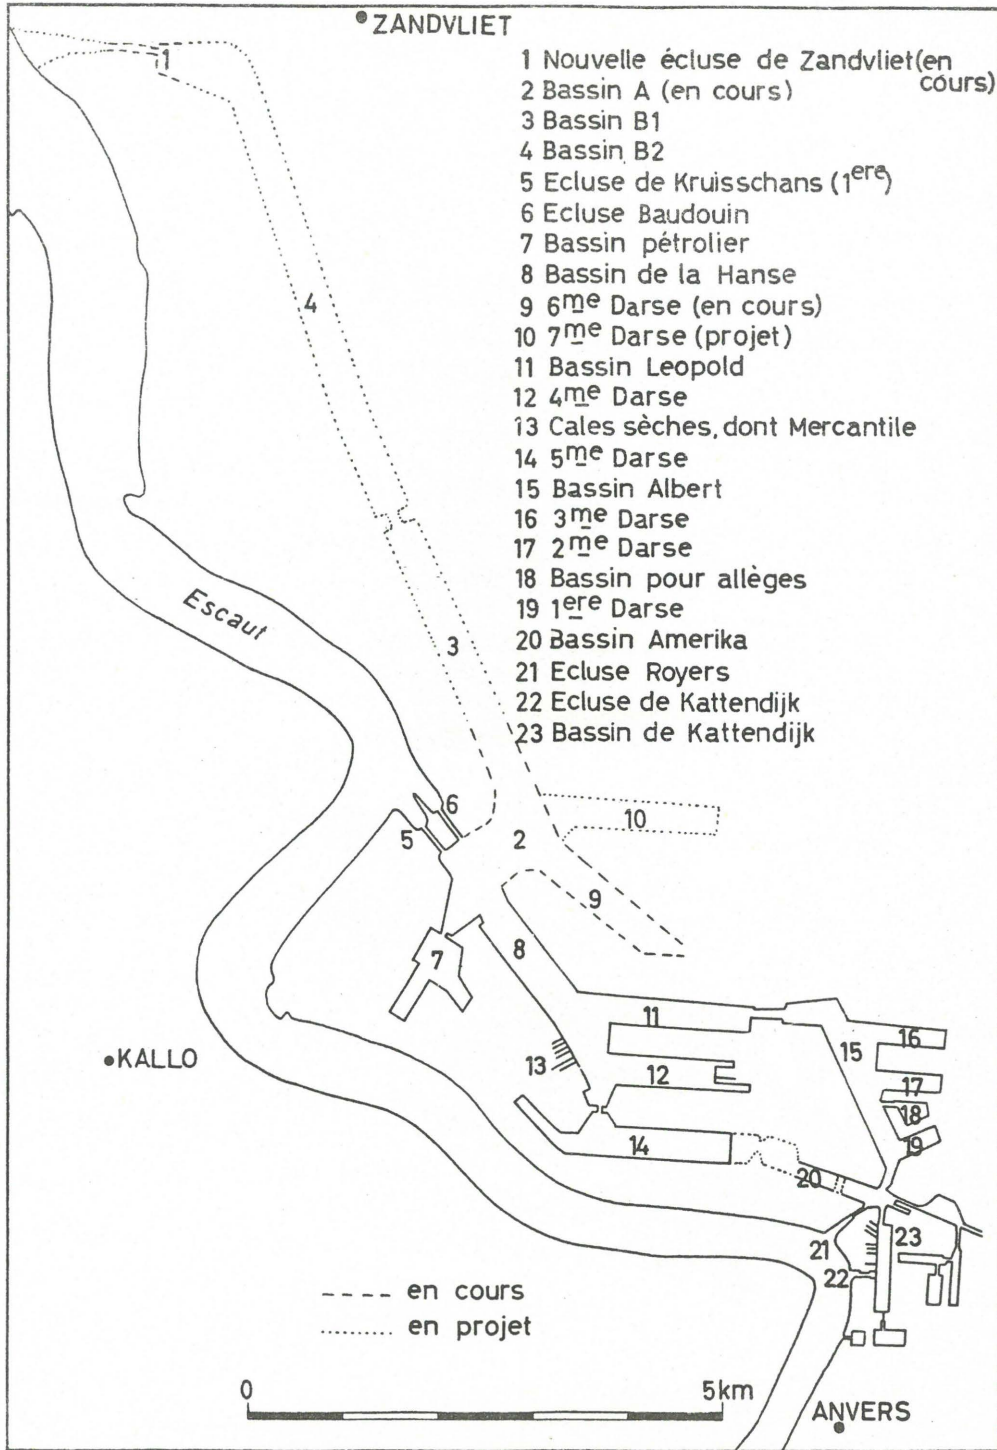 ZANDVLIET
1 Nouvelle écluse de Zandvliet (en cours)
2 Bassin A (en cours)
3 Bassin B1
4 Bassin B2
5 Ecluse de Kruisschans (1ere)
6 Ecluse Baudouin
7 Bassin pétrolier
8 Bassin de la Hanse
9 6me Darse (en cours)
10 7me Darse (projet)
11 Bassin Leopold
12 4me Darse
13 Cales sèches, dont Mercantile
14 5me Darse
15 Bassin Albert
16 3me Darse
17 2me Darse
18 Bassin pour allèges
19 1ere Darse
20 Bassin Amerika
21 Ecluse Royers
22 Ecluse de Kattendijk
23 Bassin de Kattendijk
1
4
Escaut
3
6
5
10
2
9
8
7
11
15
16
KALLO
13
12
17
18
14
19
20
21
23
22
en cours
en projet
0 5km
ANVERS